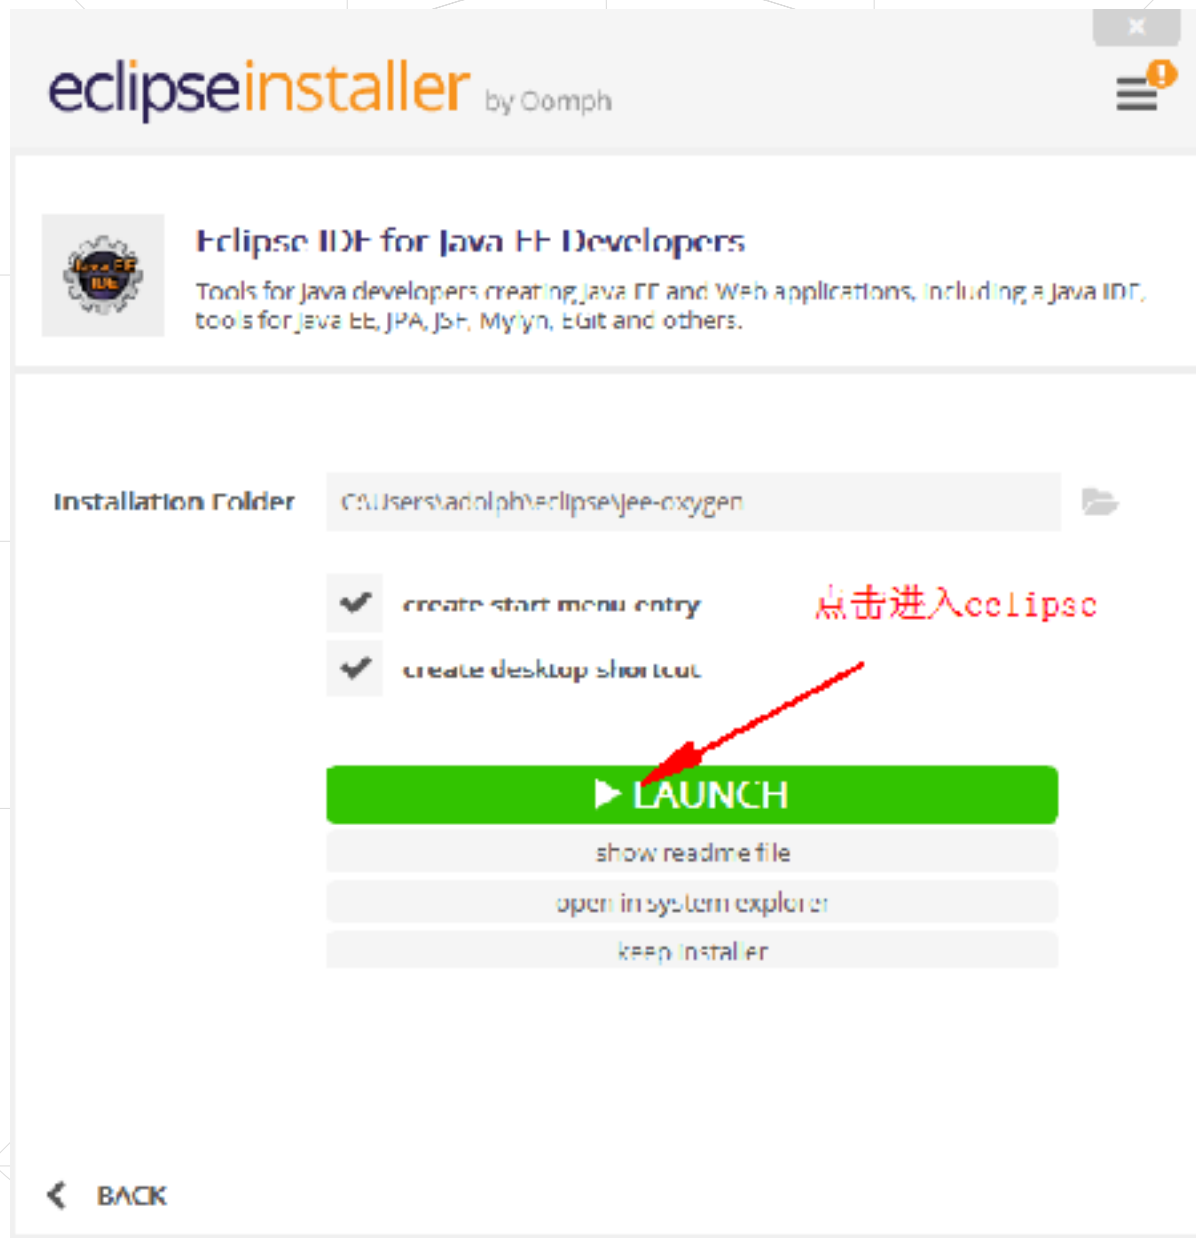 eclipseinstaller by Oomph
Java EE
IDE
Eclipse IDE for Java EE Developers
Tools for Java developers creating Java EE and Web applications, including a Java IDE,
tools for Java EE, JPA, JSF, Mylyn, EGit and others.
Installation Folder
C:\Users\adolph\eclipse\jee-oxygen
create start menu entry
点击进入eclipse
create desktop shortcut
LAUNCH
show readme file
open in system explorer
keep installer
BACK